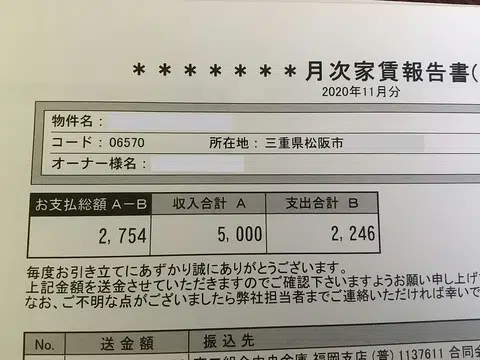 ＊＊＊＊＊＊＊月次家賃報告書(
2020年11月分
物件名：
コード：06570 所在地：三重県松阪市
オーナー様名：
お支払総額 A－B 収入合計 A 支出合計 B
2,754 5,000 2,246
毎度お引き立てにあずかり誠にありがとうございます。
上記金額を送金させていただきますのでご確認下さいますようお願い申し上げ
なお、ご不明な点がございましたら弊社担当者までご連絡いただければ幸いで
No. 送金額 振込先
組合中央金庫 福岡支店 (普) 1137611 合同会